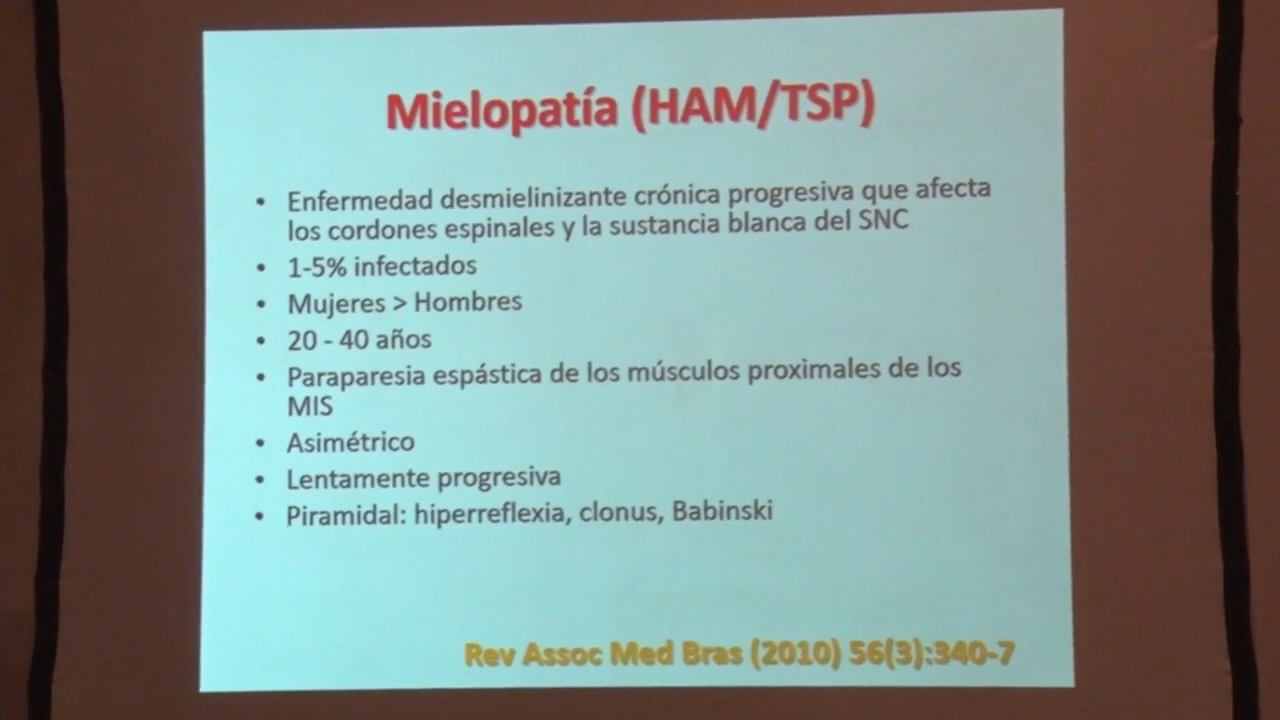 Mielopatía (HAM/TSP)
• Enfermedad desmielinizante crónica progresiva que afecta
los cordones espinales y la sustancia blanca del SNC
• 1-5% infectados
• Mujeres > Hombres
• 20 - 40 años
• Paraparesia espástica de los músculos proximales de los
MIS
• Asimétrico
• Lentamente progresiva
• Piramidal: hiperreflexia, clonus, Babinski
Rev Assoc Med Bras (2010) 56(3):340-7